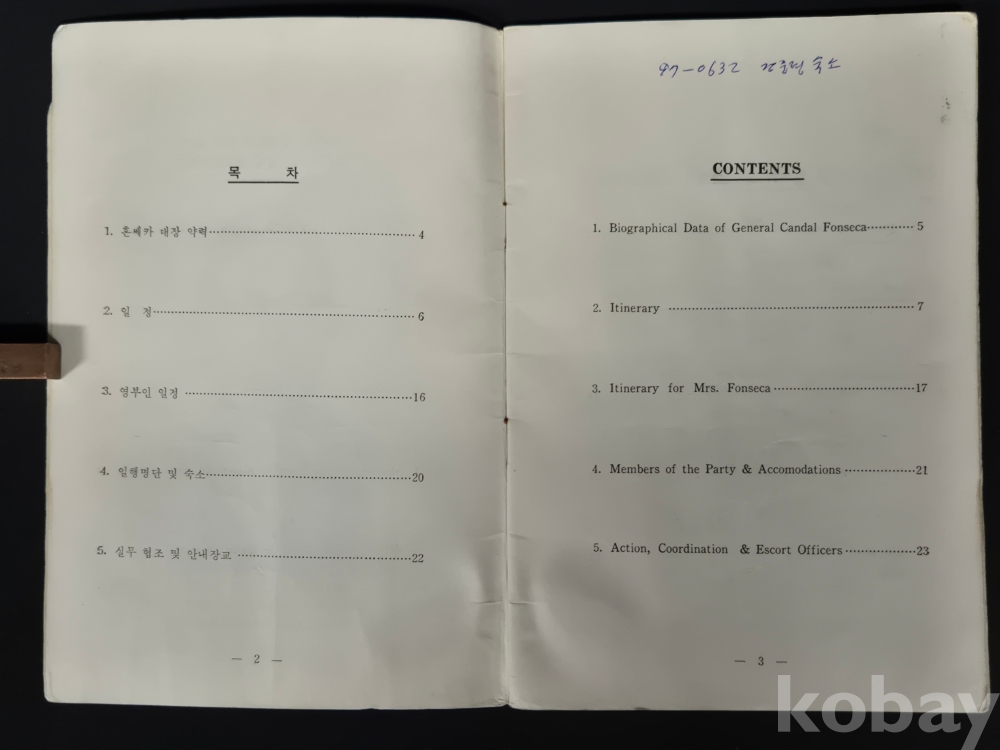 목 차
1. 혼쎄카 대장 약력 4
2. 일 정 6
3. 영부인 일정 16
4. 일행명단 및 숙소 20
5. 실무 협조 및 안내장교 22
— 2 —
97-0632 숙소
CONTENTS
1. Biographical Data of General Candal Fonseca 5
2. Itinerary 7
3. Itinerary for Mrs. Fonseca 17
4. Members of the Party & Accomodations 21
5. Action, Coordination & Escort Officers 23
— 3 —
kobay